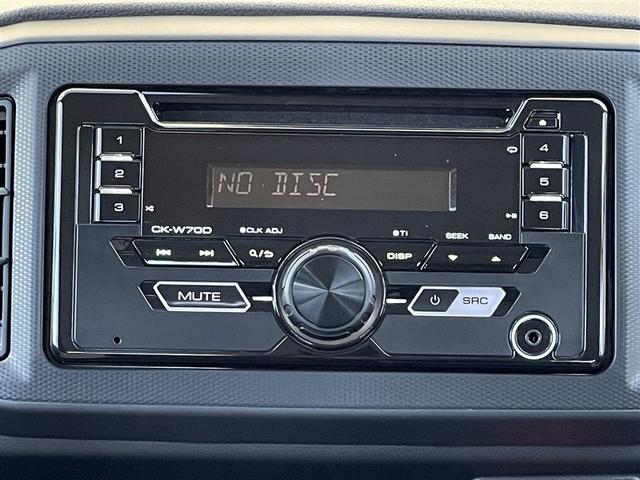 1
2
3
4
5
6
NO DISC
CK-W70D
CLK ADJ
TI
SEEK
BAND
DISP
MUTE
SRC